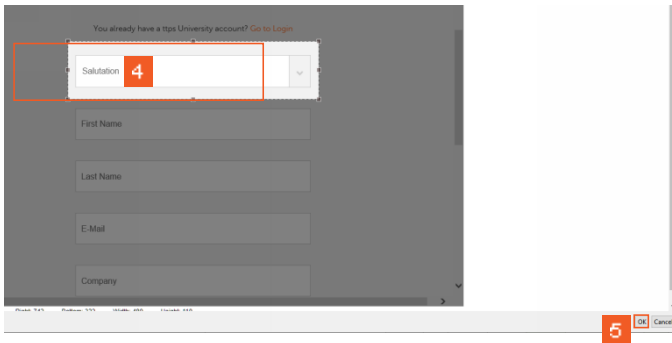 You already have a ttps University account? Go to Login
Salutation 4
First Name
Last Name
E-Mail
Company
5 OK Cancel